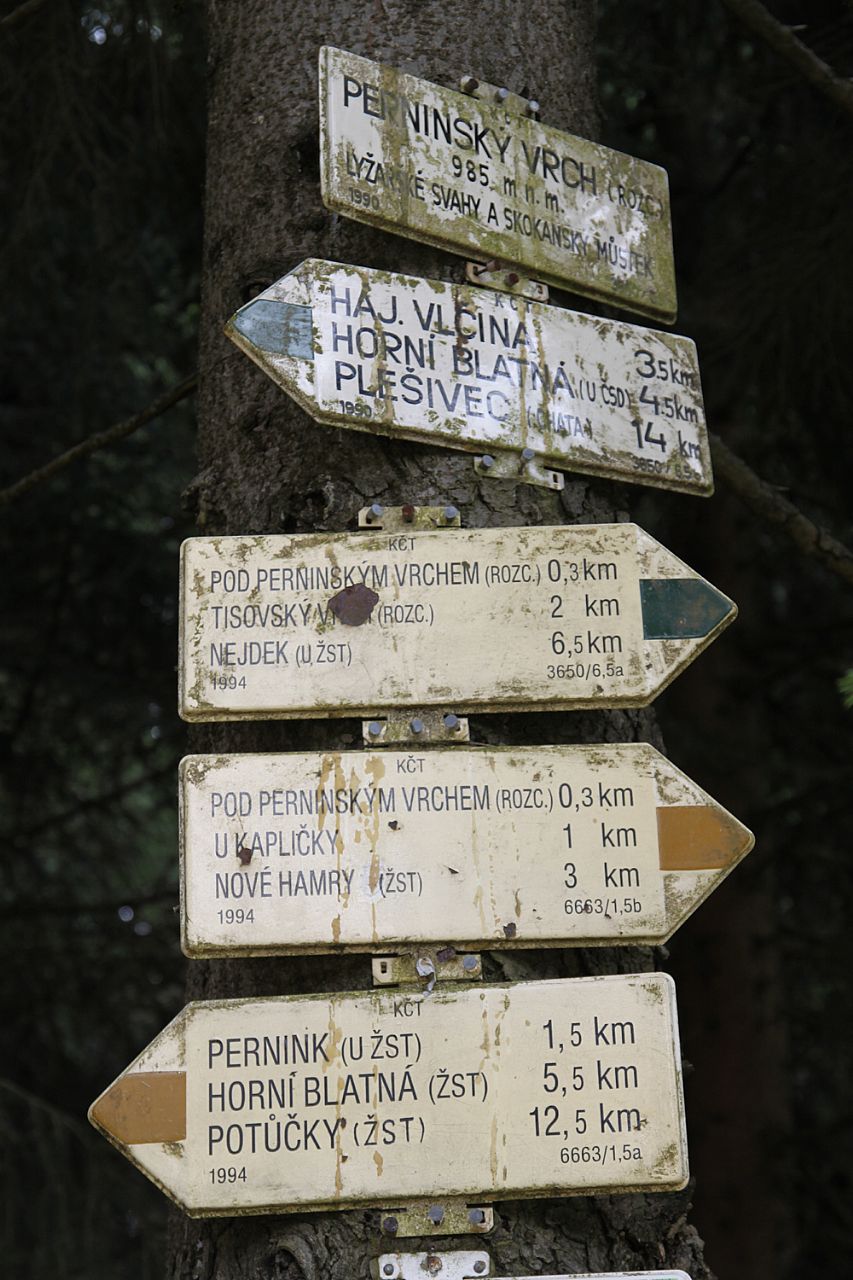 KČT
PERNINSKÝ VRCH (ROZC.)
985. m n. m.
LYŽAŘSKÉ SVAHY A SKOKANSKÝ MŮSTEK
1990
KČT
HÁJ. VLČINA 3.5 km
HORNÍ BLATNÁ (U ČSD) 4.5 km
PLEŠIVEC (CHATA) 14 km
1990
KČT
POD PERNINSKÝM VRCHEM (ROZC.) 0,3 km
TISOVSKÝ (ROZC.) 2 km
NEJDEK (U ŽST) 6,5 km
1994 3650/6,5a
KČT
POD PERNINSKÝM VRCHEM (ROZC.) 0,3 km
U KAPLIČKY 1 km
NOVÉ HAMRY (ŽST) 3 km
1994 6663/1,5b
KČT
PERNINK (U ŽST) 1,5 km
HORNÍ BLATNÁ (ŽST) 5,5 km
POTŮČKY (ŽST) 12,5 km
1994 6663/1,5a